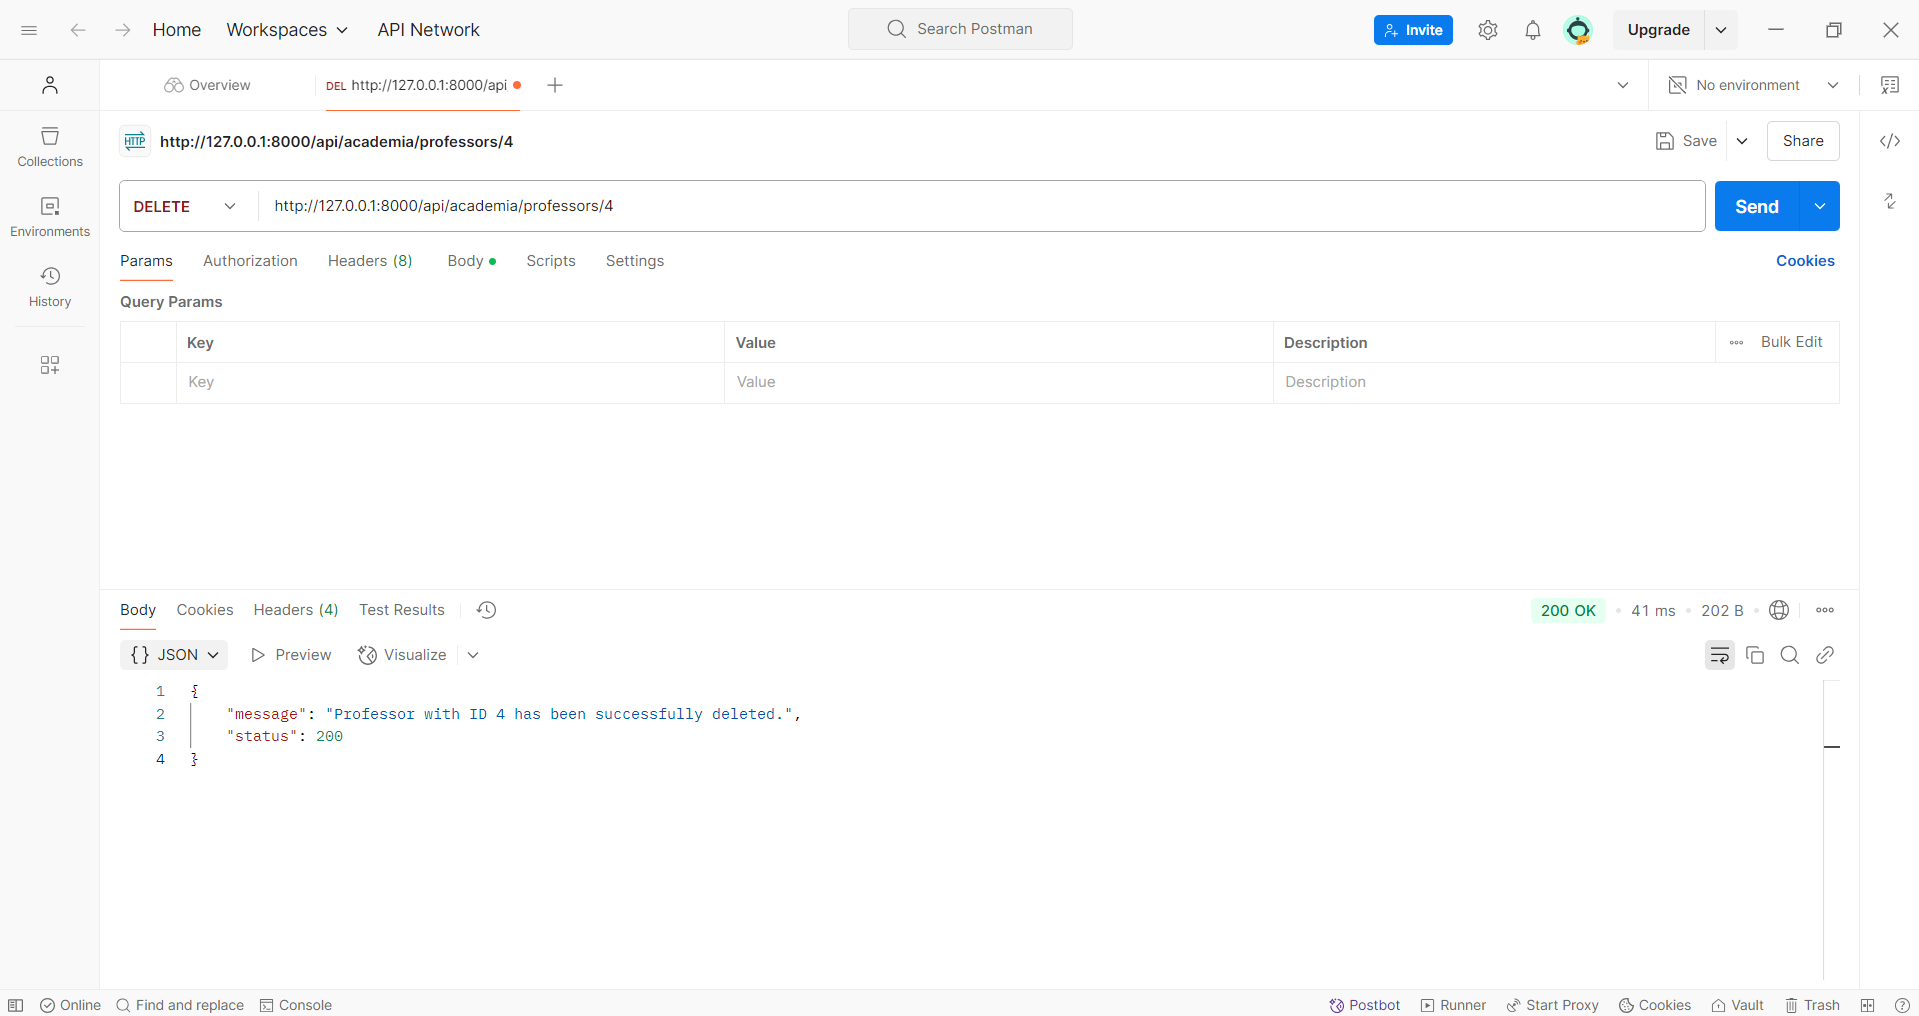 Home Workspaces API Network Search Postman Invite Upgrade
Overview DEL http://127.0.0.1:8000/api No environment
HTTP http://127.0.0.1:8000/api/academia/professors/4 Save Share
Collections
DELETE http://127.0.0.1:8000/api/academia/professors/4 Send
Environments
Params Authorization Headers (8) Body Scripts Settings Cookies
History
Query Params
Key Value Description Bulk Edit
Key Value Description
Body Cookies Headers (4) Test Results 200 OK 41 ms 202 B
{} JSON Preview Visualize
1 {
2 "message": "Professor with ID 4 has been successfully deleted.",
3 "status": 200
4 }
Online Find and replace Console Postbot Runner Start Proxy Cookies Vault Trash